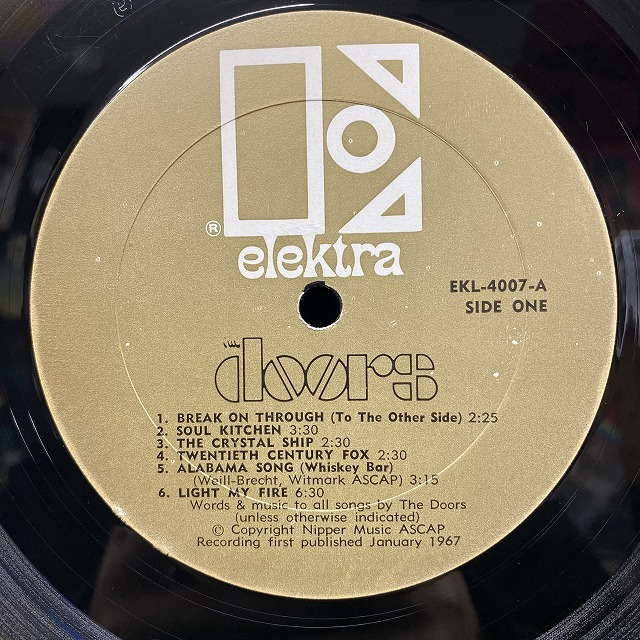 ®
elektra
EKL-4007-A
SIDE ONE
the doors
1. BREAK ON THROUGH (To The Other Side) 2:25
2. SOUL KITCHEN 3:30
3. THE CRYSTAL SHIP 2:30
4. TWENTIETH CENTURY FOX 2:30
5. ALABAMA SONG (Whiskey Bar)
(Weill-Brecht, Witmark ASCAP) 3:15
6. LIGHT MY FIRE 6:30
Words & music to all songs by The Doors
(unless otherwise indicated)
© Copyright Nipper Music ASCAP
Recording first published January 1967